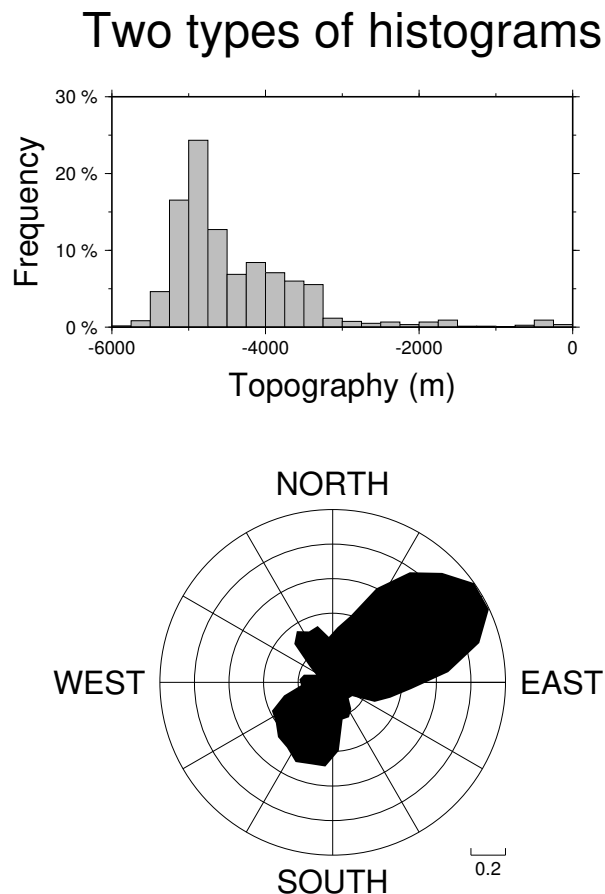 Two types of histograms
30 %
20 %
10 %
0 %
Frequency
-6000 -4000 -2000 0
Topography (m)
NORTH
WEST EAST
SOUTH
0.2